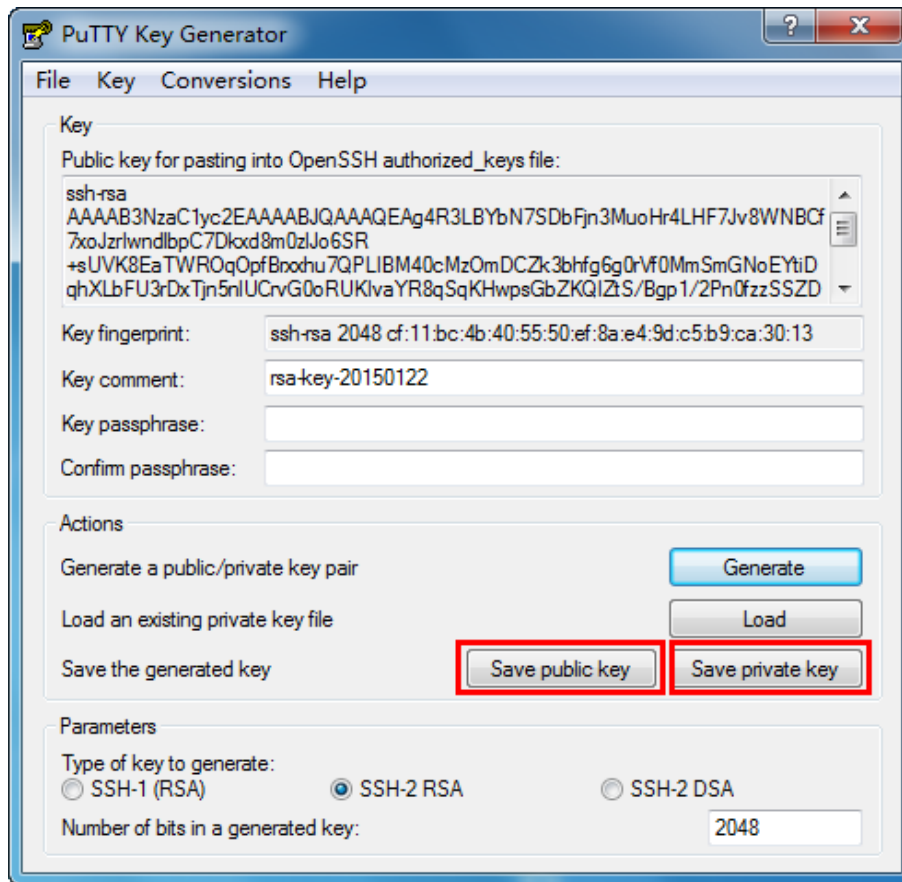 PuTTY Key Generator
File Key Conversions Help
Key
Public key for pasting into OpenSSH authorized_keys file:
ssh-rsa
AAAAB3NzaC1yc2EAAAABJQAAAQEAg4R3LBYbN7SDbFjn3MuoHr4LHF7Jv8WNBCf
7xoJzrlwndlbpC7Dkxd8m0zlJo6SR
+sUVK8EaTWROqOpfBrxxhu7QPLIBM40cMzOmDCZk3bhfg6g0rVf0MmSmGNoEYtiD
qhXLbFU3rDxTjn5nIUCrvG0oRUKIvaYR8qSqKHwpsGbZKQIZtS/Bgp1/2Pn0fzzSSZD
Key fingerprint: ssh-rsa 2048 cf:11:bc:4b:40:55:50:ef:8a:e4:9d:c5:b9:ca:30:13
Key comment: rsa-key-20150122
Key passphrase:
Confirm passphrase:
Actions
Generate a public/private key pair Generate
Load an existing private key file Load
Save the generated key Save public key Save private key
Parameters
Type of key to generate:
SSH-1 (RSA) SSH-2 RSA SSH-2 DSA
Number of bits in a generated key: 2048